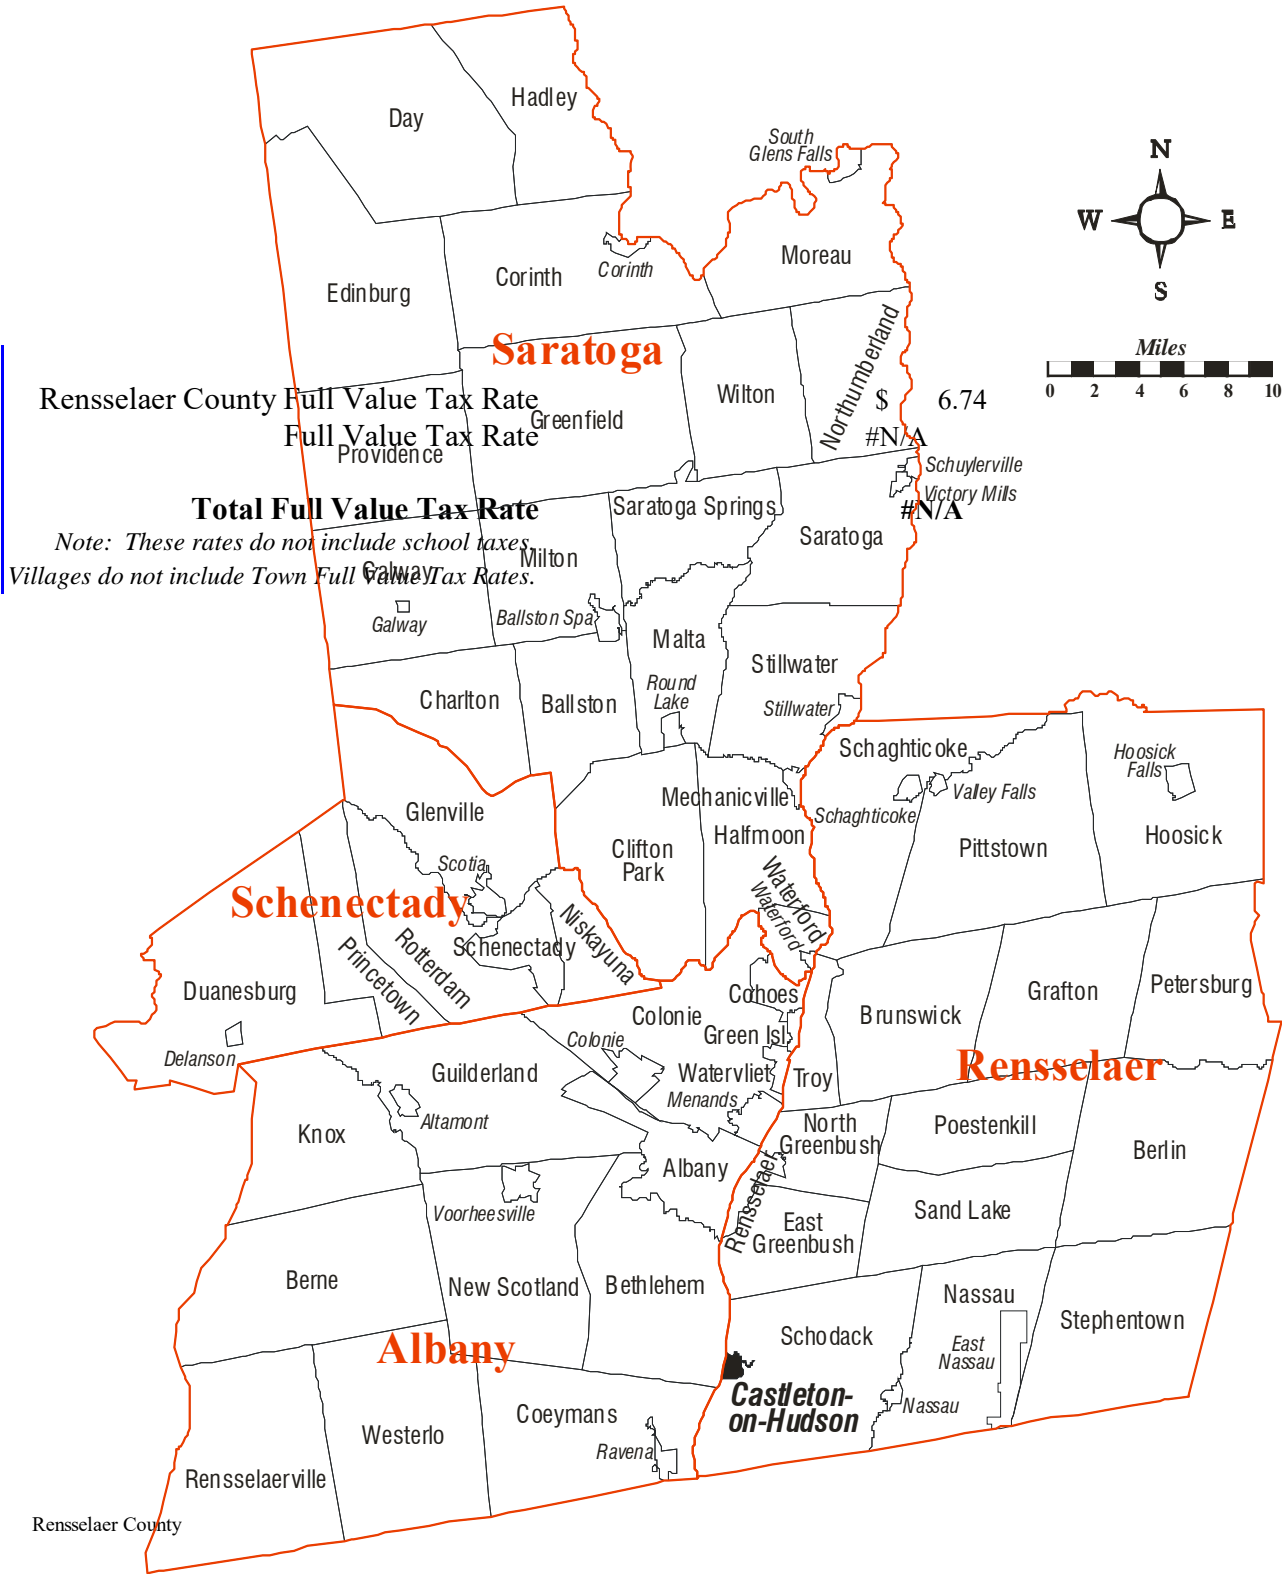 Hadley
Day
South
Glens Falls
N
W
E
S
Moreau
Corinth
Corinth
Edinburg
Northumberland
Saratoga
Miles
0 2 4 6 8 10
Wilton
Rensselaer County Full Value Tax Rate $ 6.74
Greenfield
Full Value Tax Rate #N/A
Providence
Schuylerville
Victory Mills
Saratoga Springs
Total Full Value Tax Rate #N/A
Saratoga
Note: These rates do not include school taxes.
Milton
Galway
Villages do not include Town Full Value Tax Rates.
Galway
Ballston Spa
Malta
Stillwater
Round
Lake
Stillwater
Charlton
Ballston
Schaghticoke
Hoosick
Falls
Valley Falls
Mechanicville
Schaghticoke
Glenville
Halfmoon
Hoosick
Clifton
Park
Pittstown
Scotia
Waterford
Waterford
Schenectady
Niskayuna
Schenectady
Rotterdam
Princetown
Duanesburg
Cohoes
Grafton
Petersburg
Colonie
Green Isl.
Brunswick
Colonie
Delanson
Rensselaer
Guilderland
Watervliet
Troy
Menands
Altamont
North
Greenbush
Poestenkill
Knox
Berlin
Albany
Rensselaer
Voorheesville
Sand Lake
East
Greenbush
Berne
New Scotland
Bethlehem
Nassau
Stephentown
Schodack
Albany
East
Nassau
Castleton-
on-Hudson
Nassau
Coeymans
Westerlo
Ravena
Rensselaerville
Rensselaer County